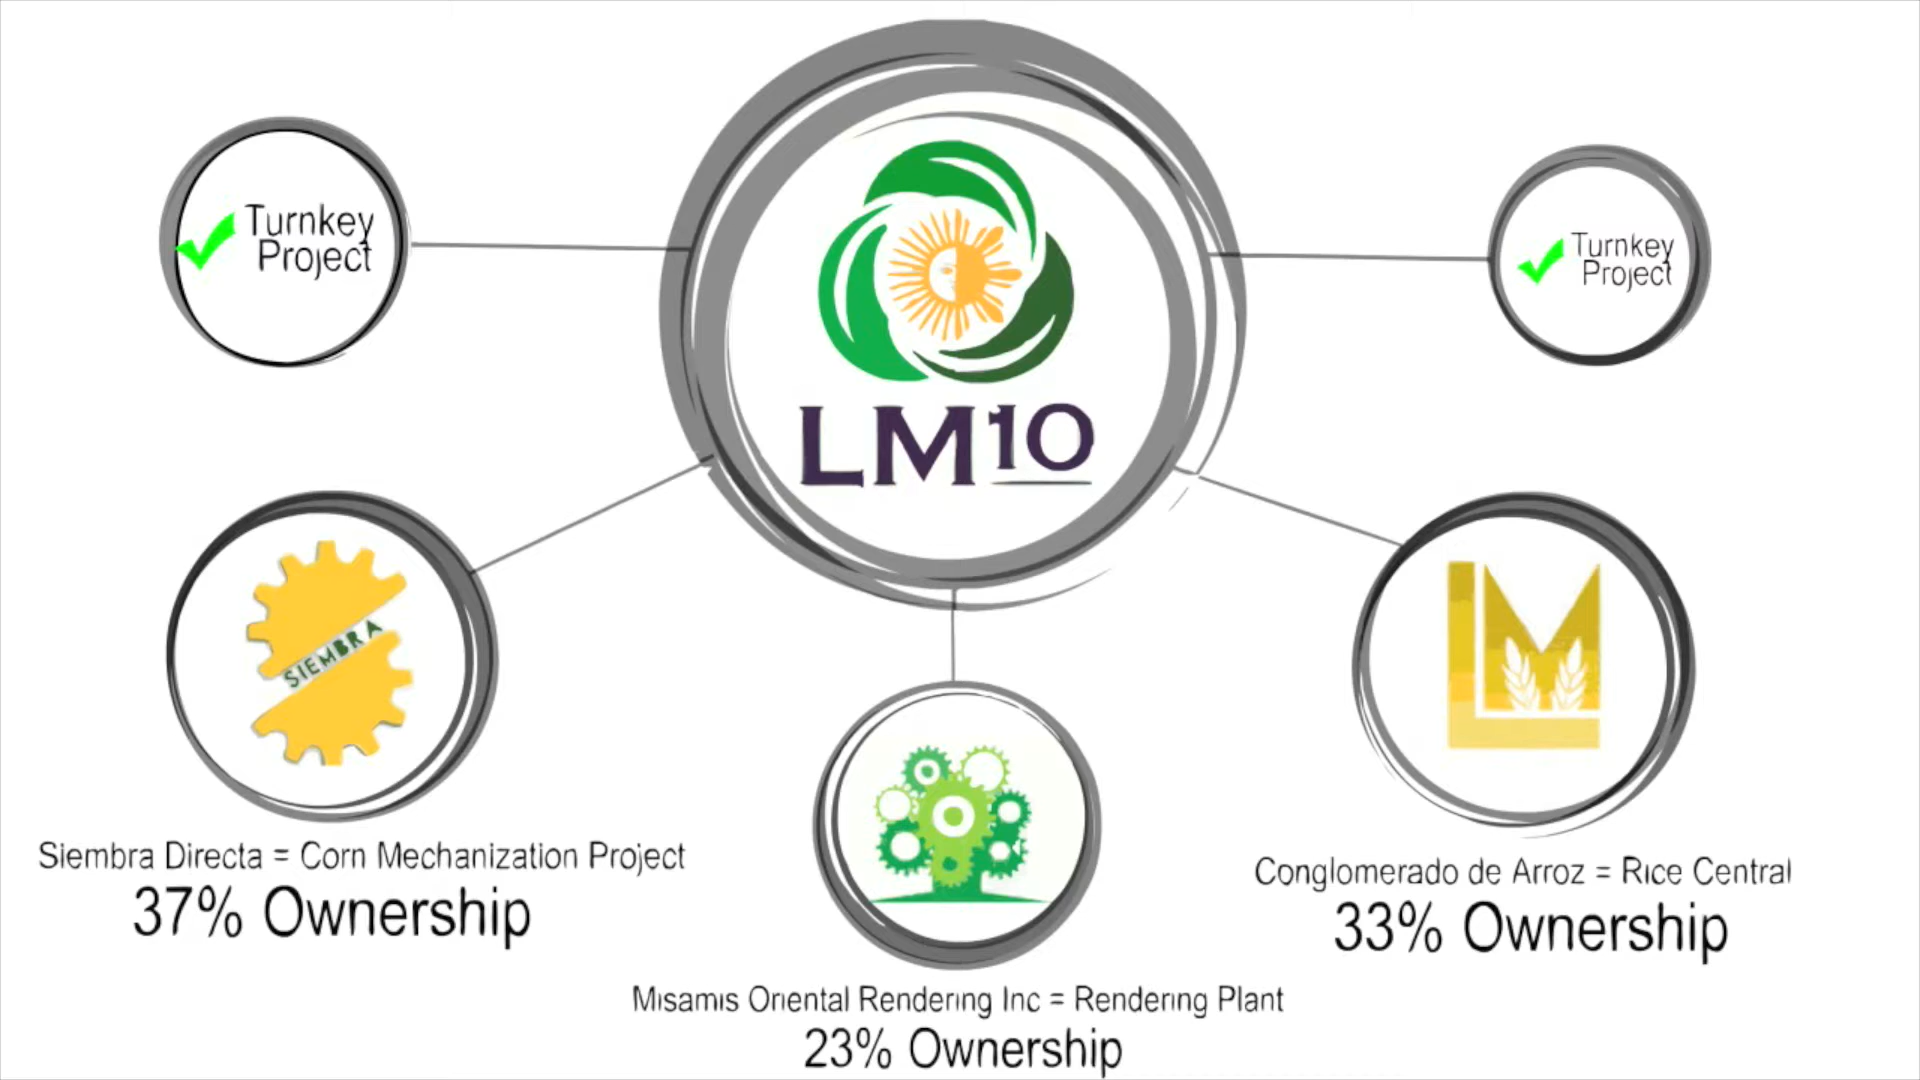 Turnkey
Project
LM10
Turnkey
Project
SIEMBRA
LM
Siembra Directa = Corn Mechanization Project
37% Ownership
Conglomerado de Arroz = Rice Central
33% Ownership
Misamis Oriental Rendering Inc = Rendering Plant
23% Ownership